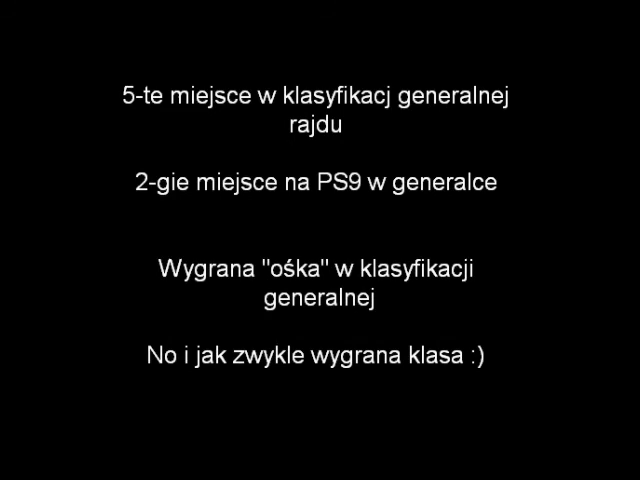 5-te miejsce w klasyfikacj generalnej
rajdu
2-gie miejsce na PS9 w generalce
Wygrana "ośka" w klasyfikacji
generalnej
No i jak zwykle wygrana klasa :)